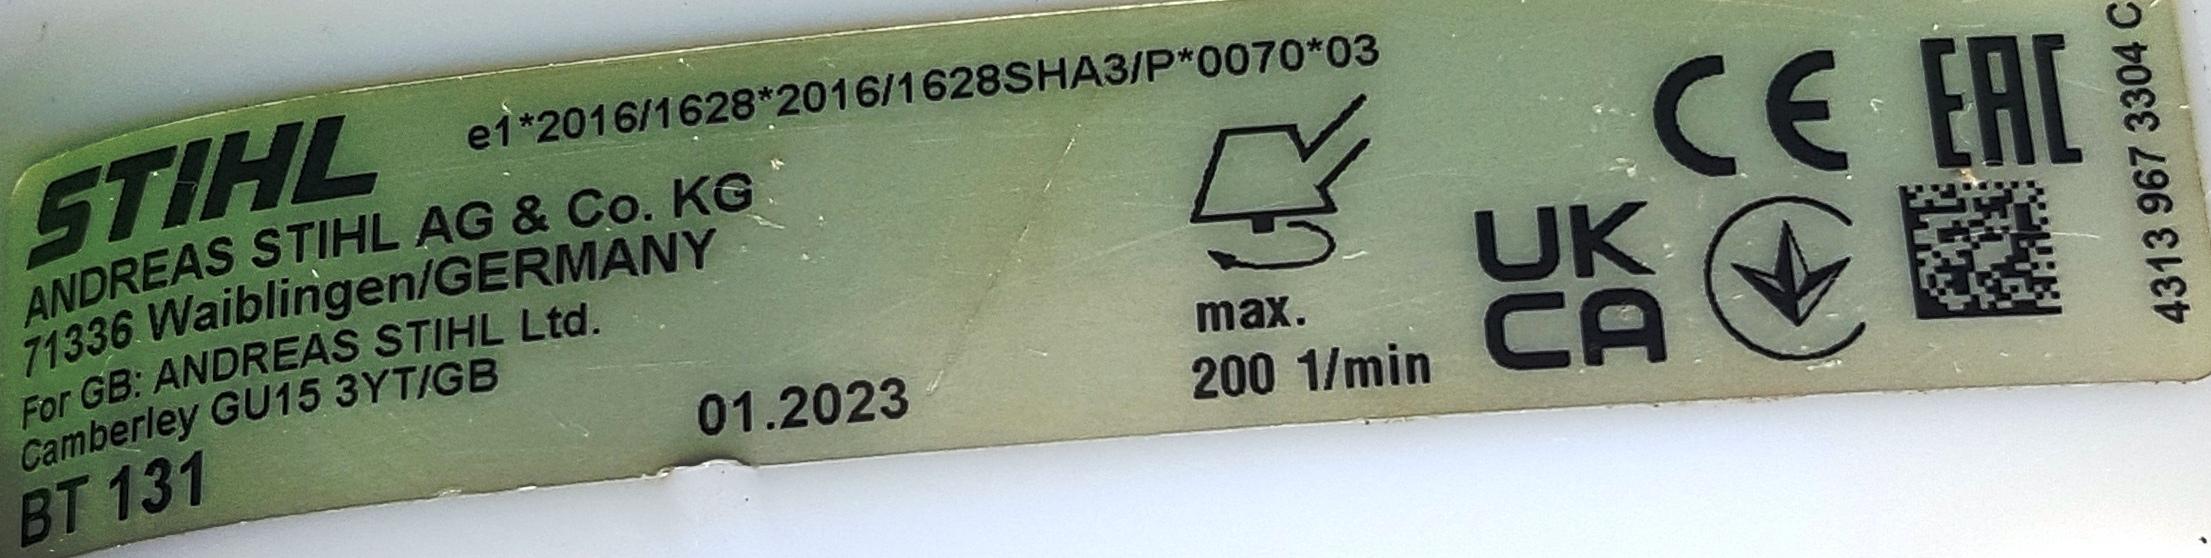 STIHL
e1*2016/1628*2016/1628SHA3/P*0070*03
ANDREAS STIHL AG & Co. KG
71336 Waiblingen/GERMANY
For GB: ANDREAS STIHL Ltd.
Camberley GU15 3YT/GB
BT 131
01.2023
max.
200 1/min
CE
EAC
UK
CA
4313 967 3304 C